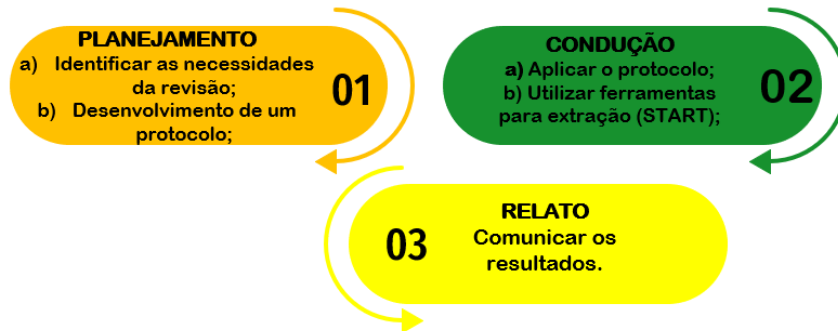 PLANEJAMENTO
a) Identificar as necessidades
da revisão;
b) Desenvolvimento de um
protocolo;
01
CONDUÇÃO
a) Aplicar o protocolo;
b) Utilizar ferramentas
para extração (START);
02
03
RELATO
Comunicar os
resultados.